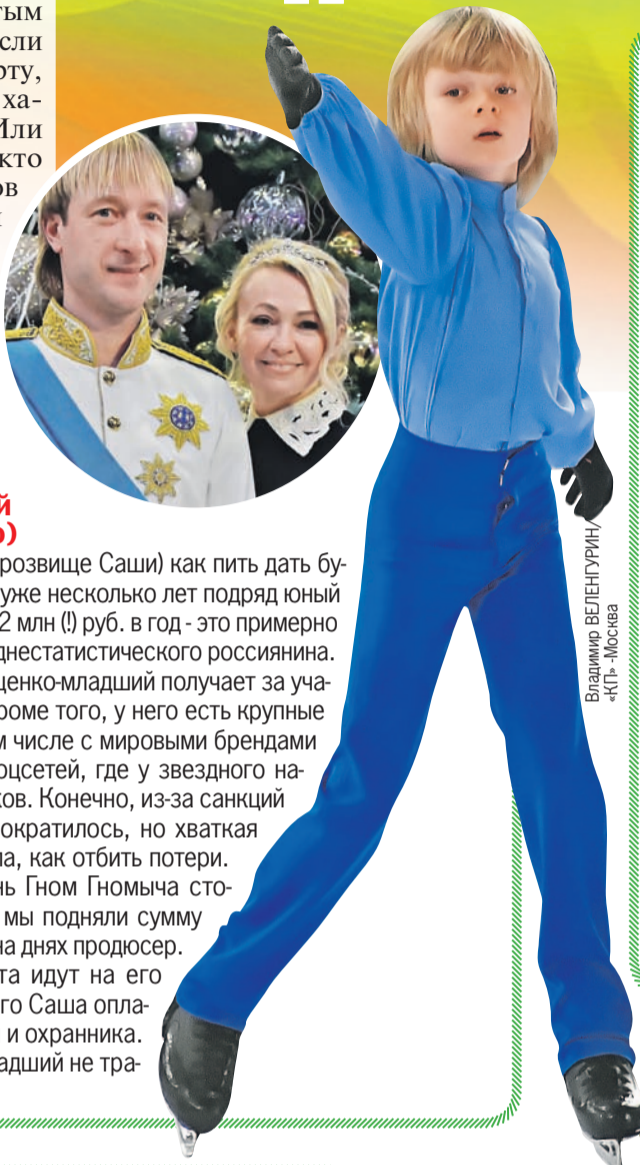 тым
сли
рту,
ха-
Или
кто
ов
й
о)
розвище Саши) как пить дать бу-
уже несколько лет подряд юный
2 млн (!) руб. в год - это примерно
днестатистического россиянина.
щенко-младший получает за уча-
роме того, у него есть крупные
м числе с мировыми брендами
оцсетей, где у звездного на-
ков. Конечно, из-за санкций
ократилось, но хваткая
ла, как отбить потери.
нь Гном Гномыча сто-
мы подняли сумму
на днях продюсер.
та идут на его
го Саша опла-
и охранника.
адший не тра-
Владимир ВЕЛЕНГУРИН/
«КП» -Москва